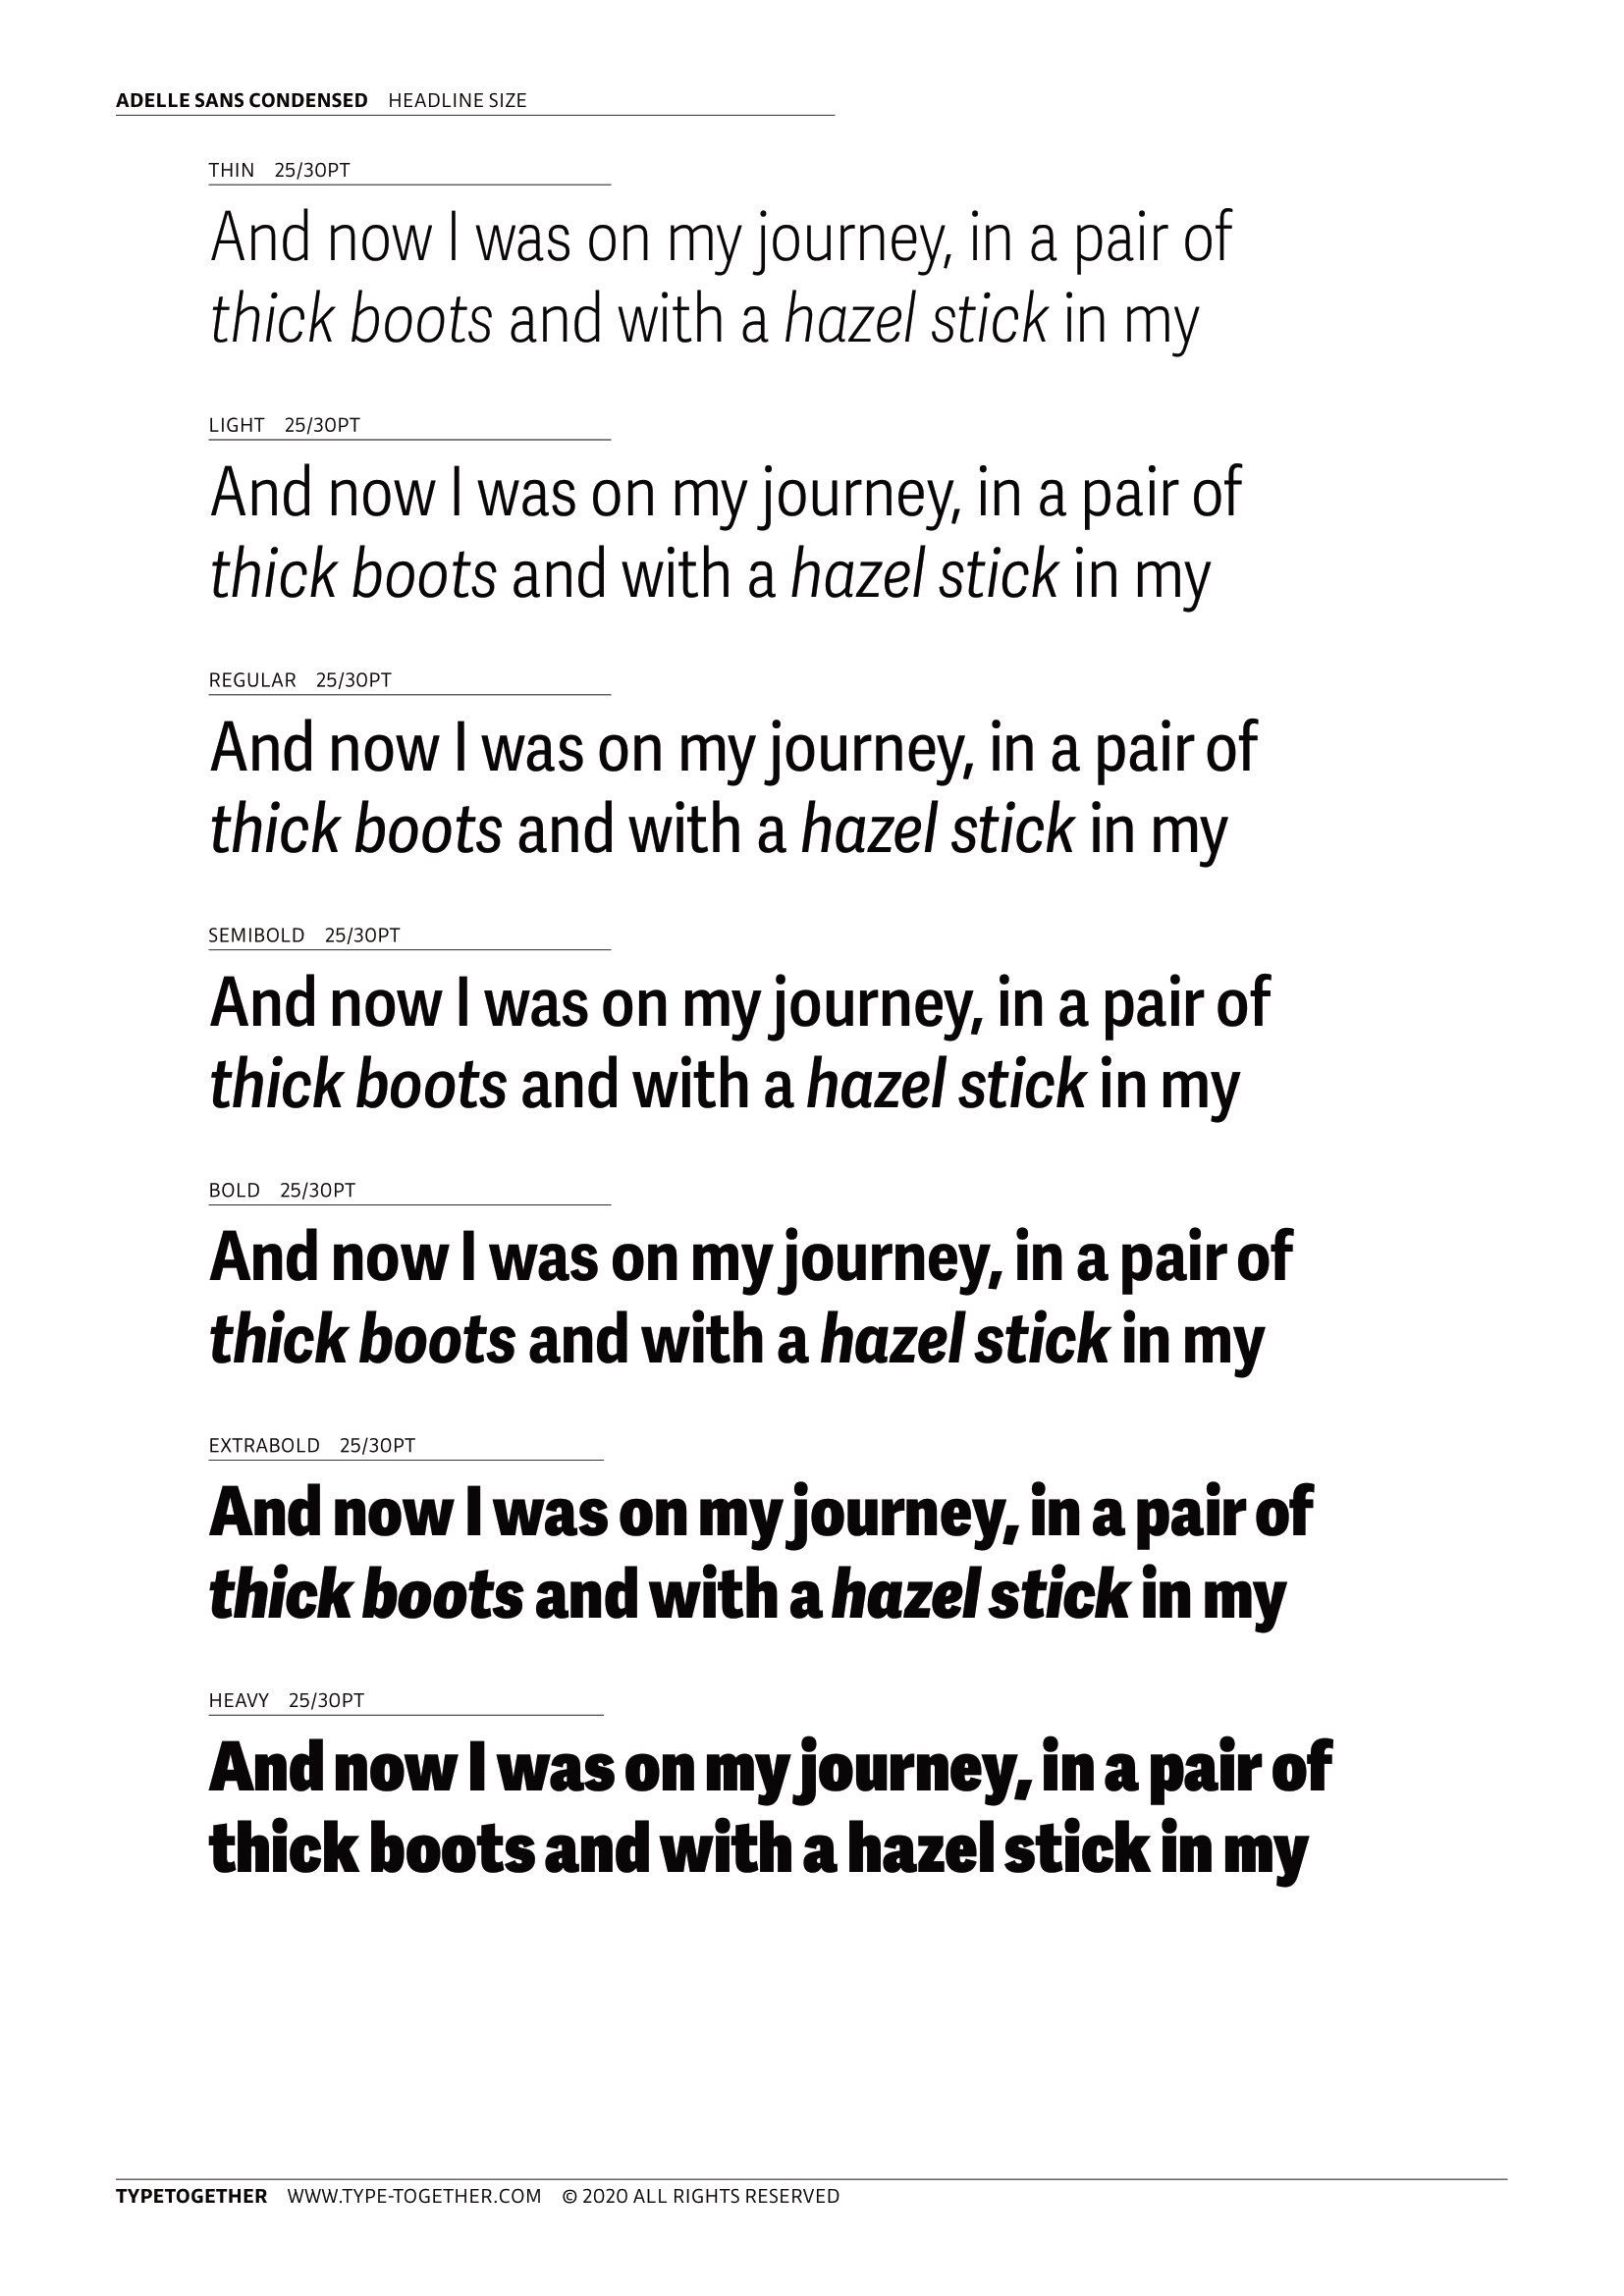 ADELLE SANS CONDENSED HEADLINE SIZE
THIN 25/30PT
And now I was on my journey, in a pair of
thick boots and with a hazel stick in my
LIGHT 25/30PT
And now I was on my journey, in a pair of
thick boots and with a hazel stick in my
REGULAR 25/30PT
And now I was on my journey, in a pair of
thick boots and with a hazel stick in my
SEMIBOLD 25/30PT
And now I was on my journey, in a pair of
thick boots and with a hazel stick in my
BOLD 25/30PT
And now I was on my journey, in a pair of
thick boots and with a hazel stick in my
EXTRABOLD 25/30PT
And now I was on my journey, in a pair of
thick boots and with a hazel stick in my
HEAVY 25/30PT
And now I was on my journey, in a pair of
thick boots and with a hazel stick in my
TYPETOGETHER WWW.TYPE-TOGETHER.COM © 2020 ALL RIGHTS RESERVED